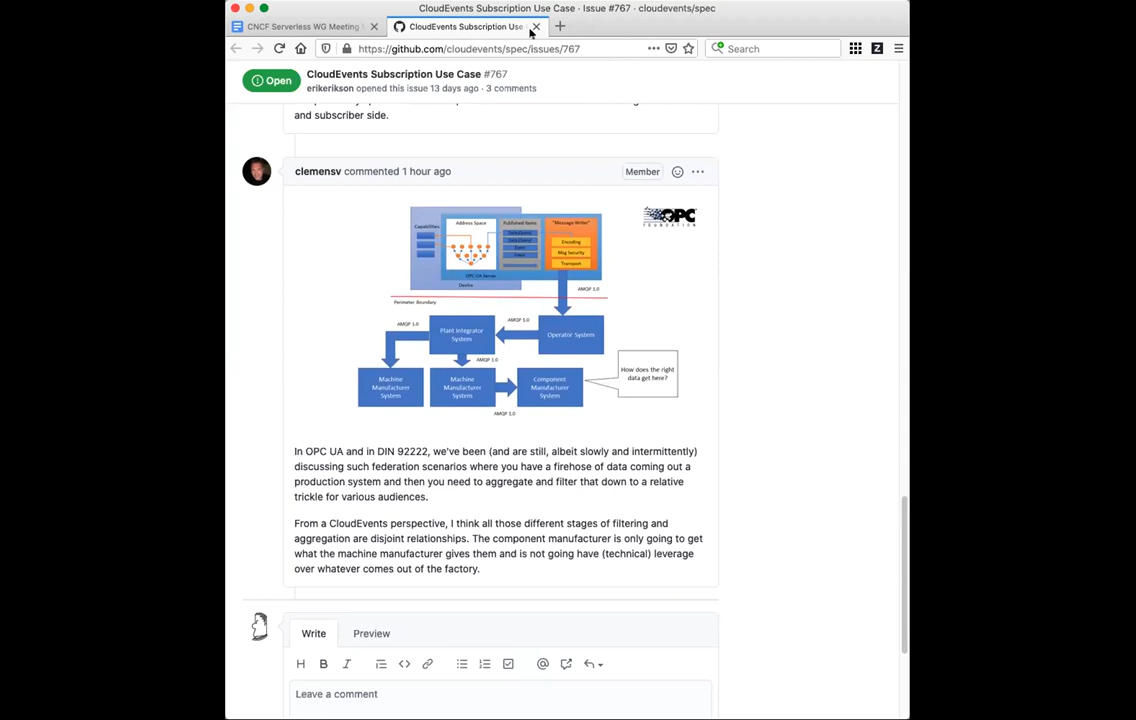 CloudEvents Subscription Use Case · Issue #767 · cloudevents/spec
CNCF Serverless WG Meeting
CloudEvents Subscription Use
https://github.com/cloudevents/spec/issues/767
Search
Open
CloudEvents Subscription Use Case #767
erikerikson opened this issue 13 days ago · 3 comments
and subscriber side.
clemensv commented 1 hour ago
Member
Capabilities
Address Space
Published Items
"Message Writer"
Encoding
Msg Security
Transport
OPC UA Server
Device
OPC
FOUNDATION
AMQP 1.0
Perimeter Boundary
AMQP 1.0
AMQP 1.0
Plant Integrator
System
Operator System
AMQP 1.0
Machine
Manufacturer
System
Machine
Manufacturer
System
Component
Manufacturer
System
How does the right
data get here?
AMQP 1.0
In OPC UA and in DIN 92222, we've been (and are still, albeit slowly and intermittently)
discussing such federation scenarios where you have a firehose of data coming out a
production system and then you need to aggregate and filter that down to a relative
trickle for various audiences.
From a CloudEvents perspective, I think all those different stages of filtering and
aggregation are disjoint relationships. The component manufacturer is only going to get
what the machine manufacturer gives them and is not going have (technical) leverage
over whatever comes out of the factory.
Write
Preview
Leave a comment